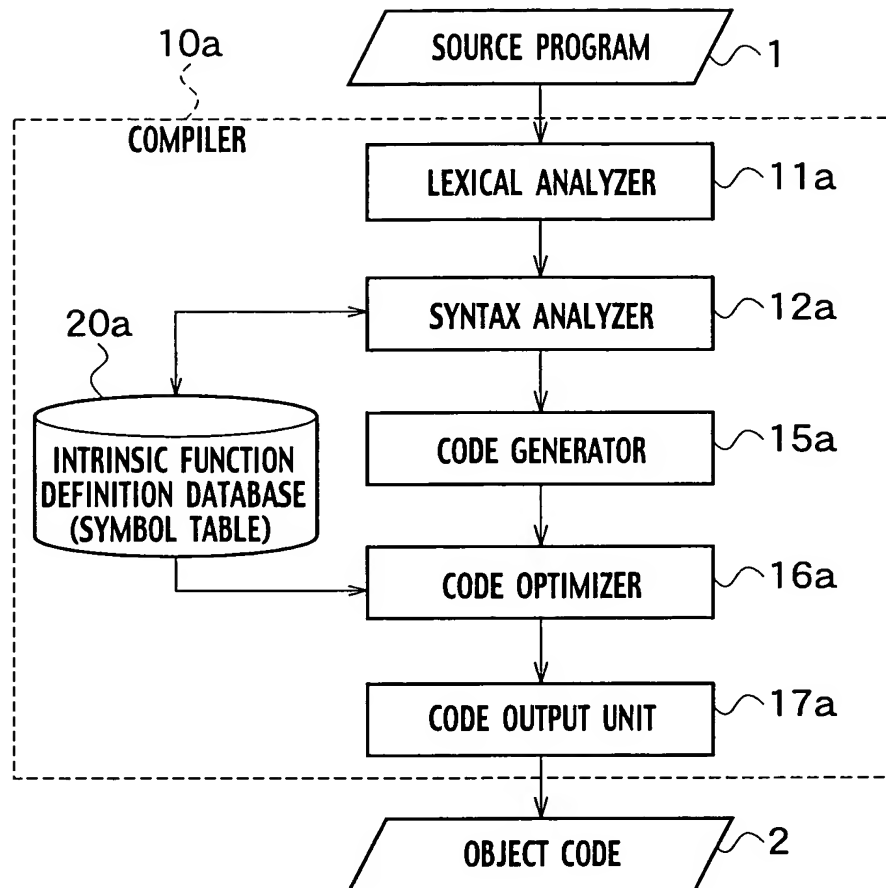 10a
SOURCE PROGRAM
1
COMPILER
LEXICAL ANALYZER
11a
SYNTAX ANALYZER
12a
20a
INTRINSIC FUNCTION
DEFINITION DATABASE
(SYMBOL TABLE)
CODE GENERATOR
15a
CODE OPTIMIZER
16a
CODE OUTPUT UNIT
17a
OBJECT CODE
2